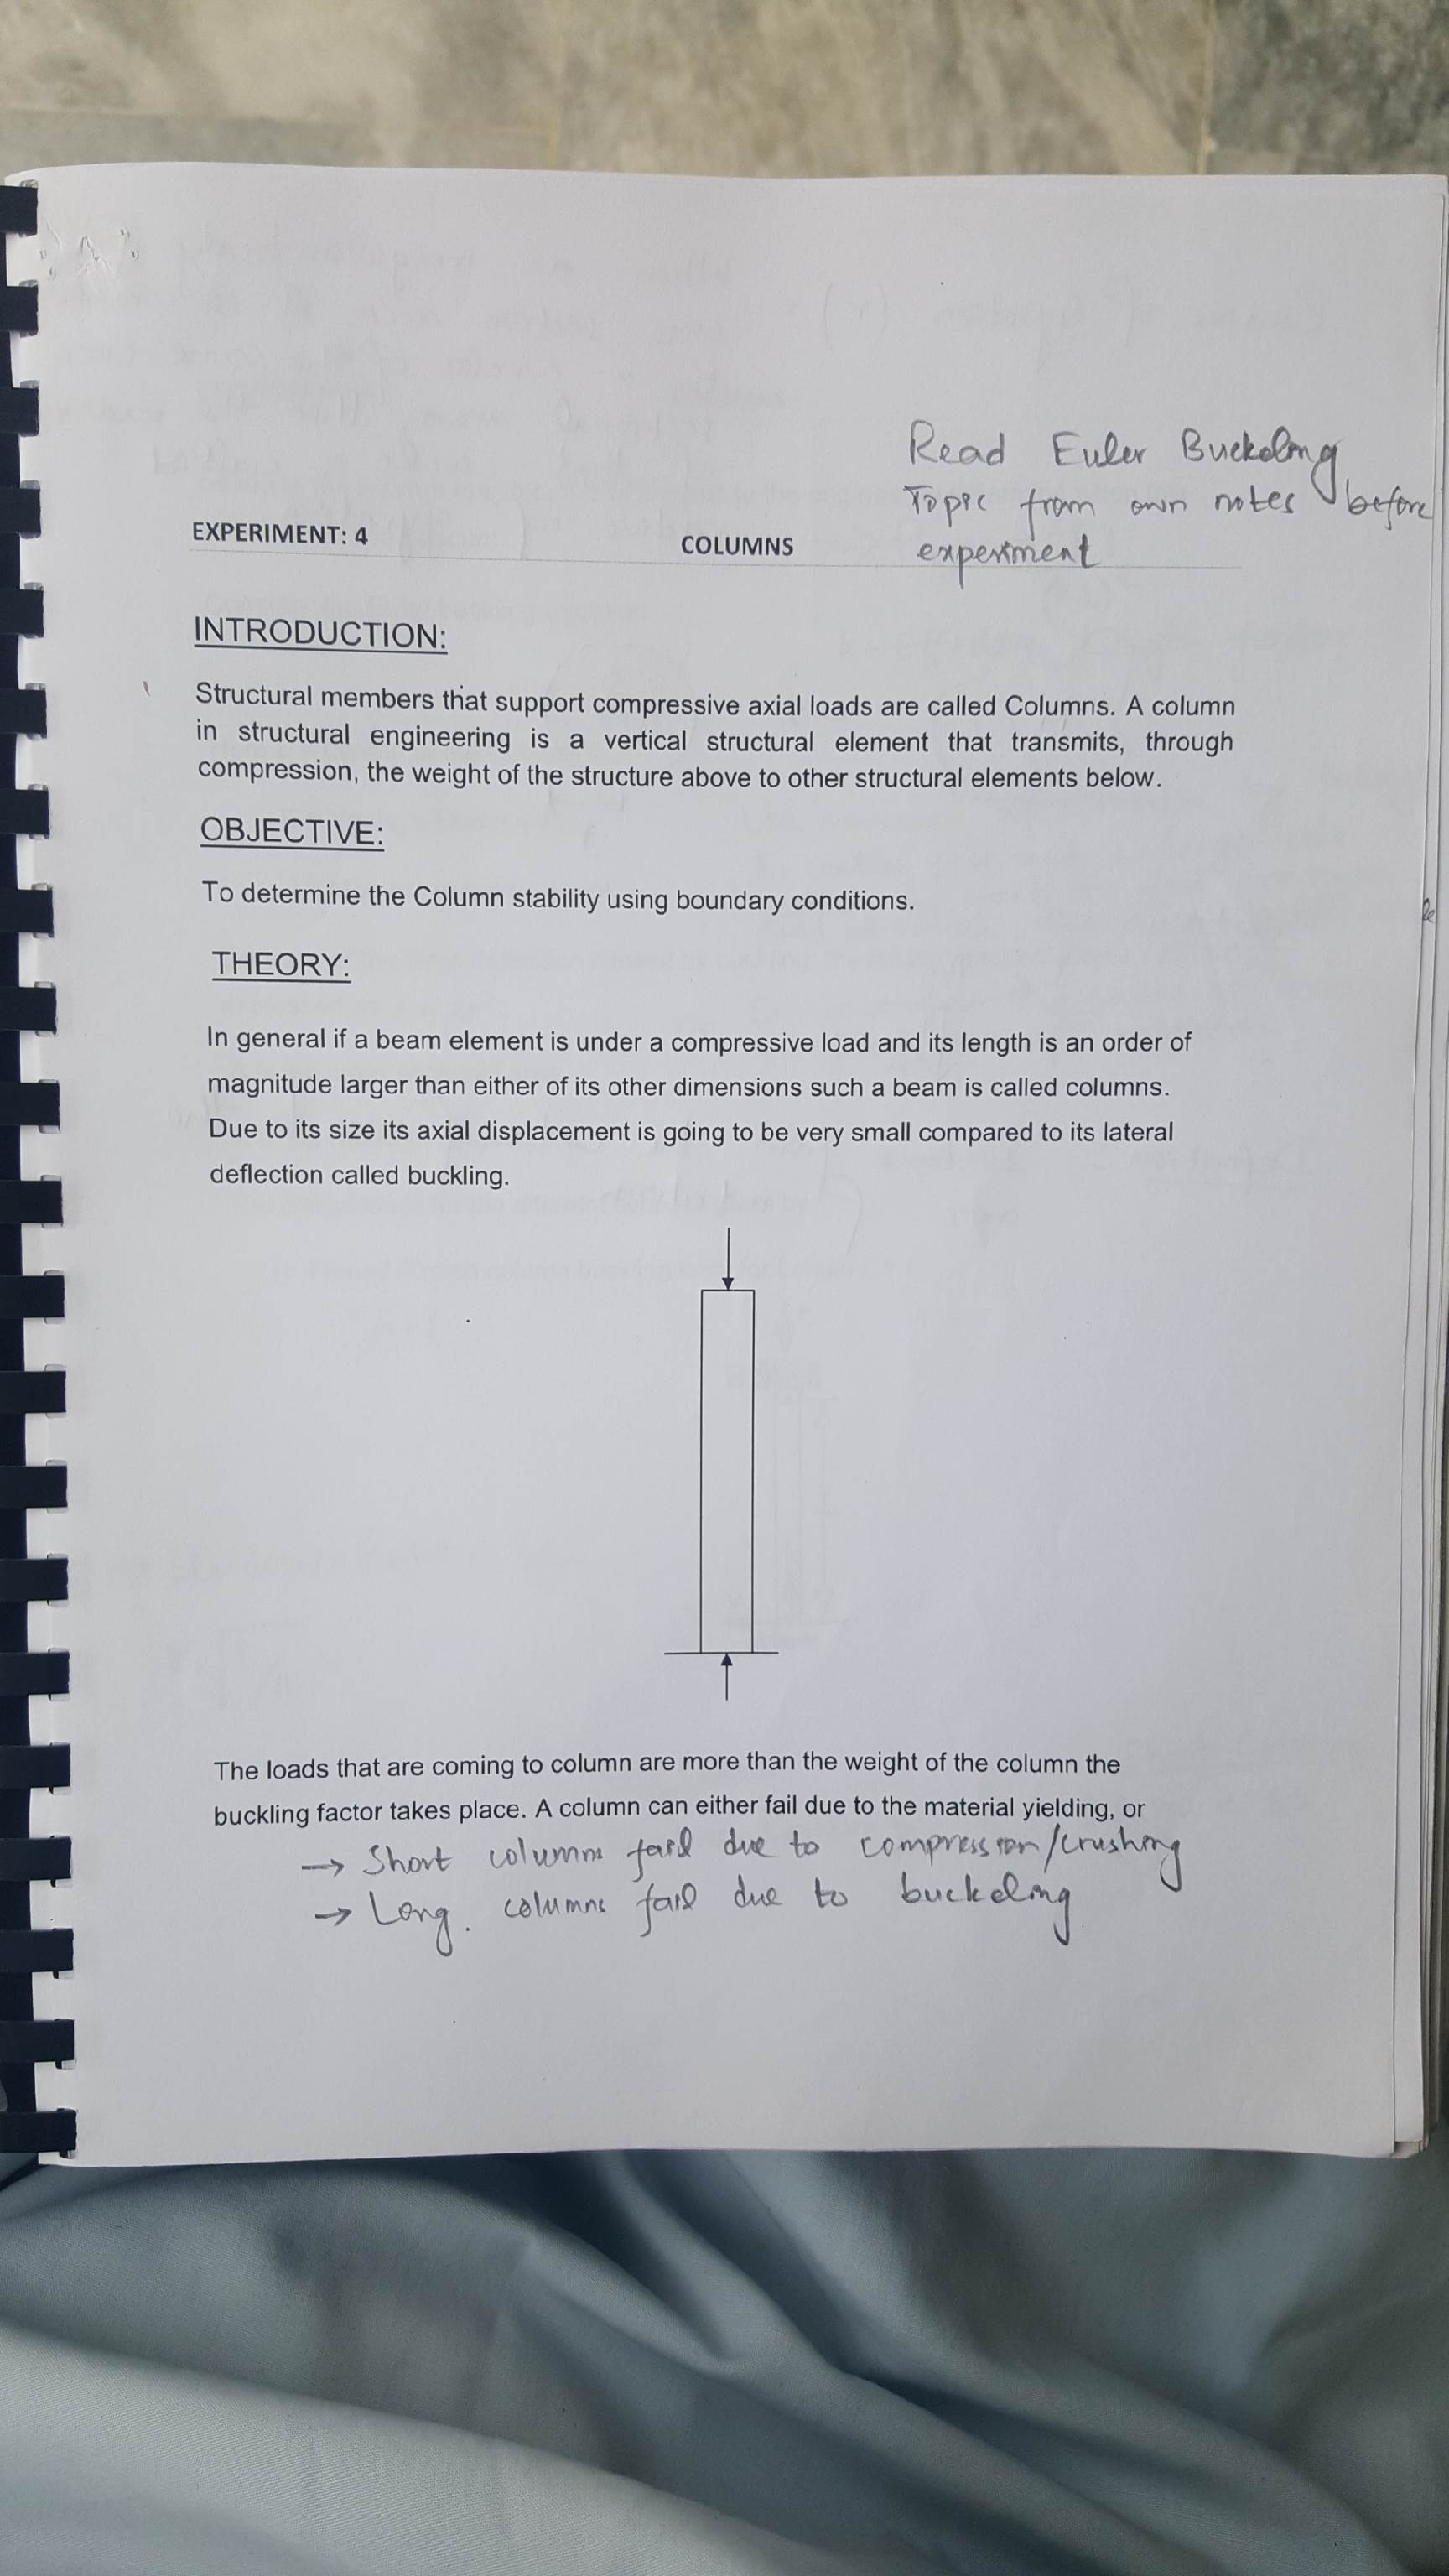 Read Euler Buckeling
Topic from own notes before
experiment
EXPERIMENT: 4
COLUMNS
INTRODUCTION:
Structural members that support compressive axial loads are called Columns. A column
in structural engineering is a vertical structural element that transmits, through
compression, the weight of the structure above to other structural elements below.
OBJECTIVE:
To determine the Column stability using boundary conditions.
THEORY:
In general if a beam element is under a compressive load and its length is an order of
magnitude larger than either of its other dimensions such a beam is called columns.
Due to its size its axial displacement is going to be very small compared to its lateral
deflection called buckling.
The loads that are coming to column are more than the weight of the column the
buckling factor takes place. A column can either fail due to the material yielding, or
→ Short columns fail due to compression/crushing
→ Long. columns fail due to buckeling